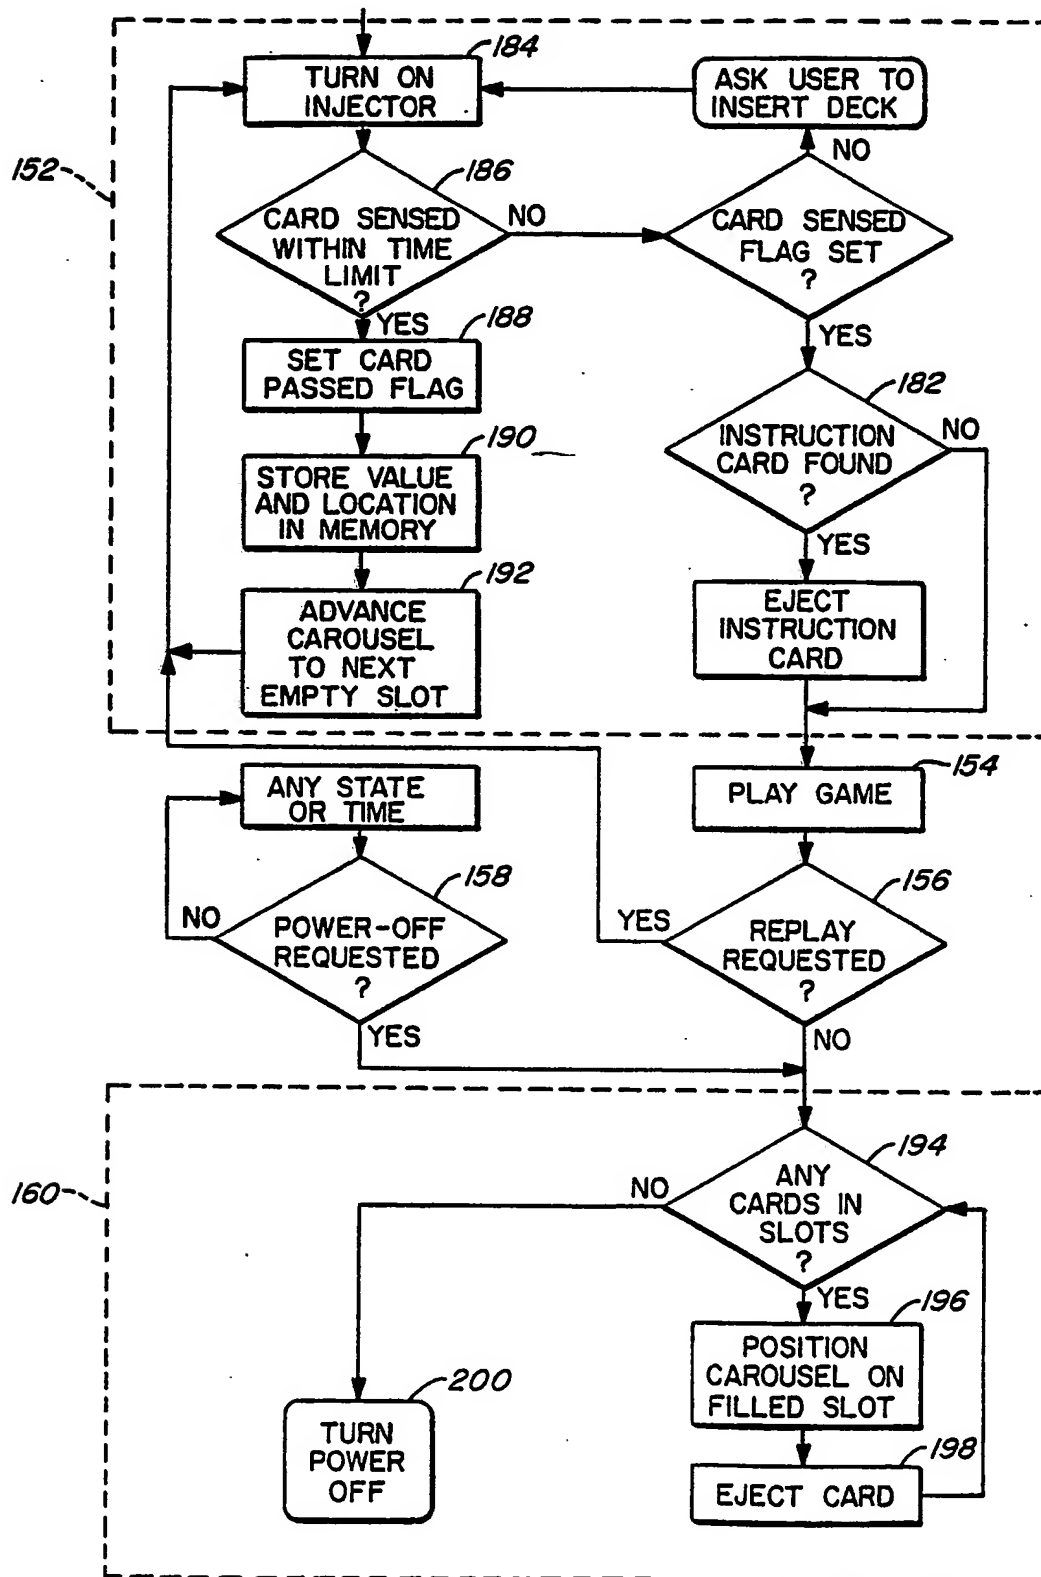 184
TURN ON
INJECTOR
ASK USER TO
INSERT DECK
NO
152
186
CARD SENSED
WITHIN TIME
LIMIT
?
NO
CARD SENSED
FLAG SET
?
YES
188
YES
SET CARD
PASSED FLAG
182
INSTRUCTION
CARD FOUND
?
NO
190
STORE VALUE
AND LOCATION
IN MEMORY
YES
192
ADVANCE
CAROUSEL
TO NEXT
EMPTY SLOT
EJECT
INSTRUCTION
CARD
154
ANY STATE
OR TIME
PLAY GAME
158
156
NO
POWER-OFF
REQUESTED
?
YES
YES
REPLAY
REQUESTED
?
NO
194
160
NO
ANY
CARDS IN
SLOTS
?
YES
196
POSITION
CAROUSEL ON
FILLED SLOT
200
TURN
POWER
OFF
198
EJECT CARD